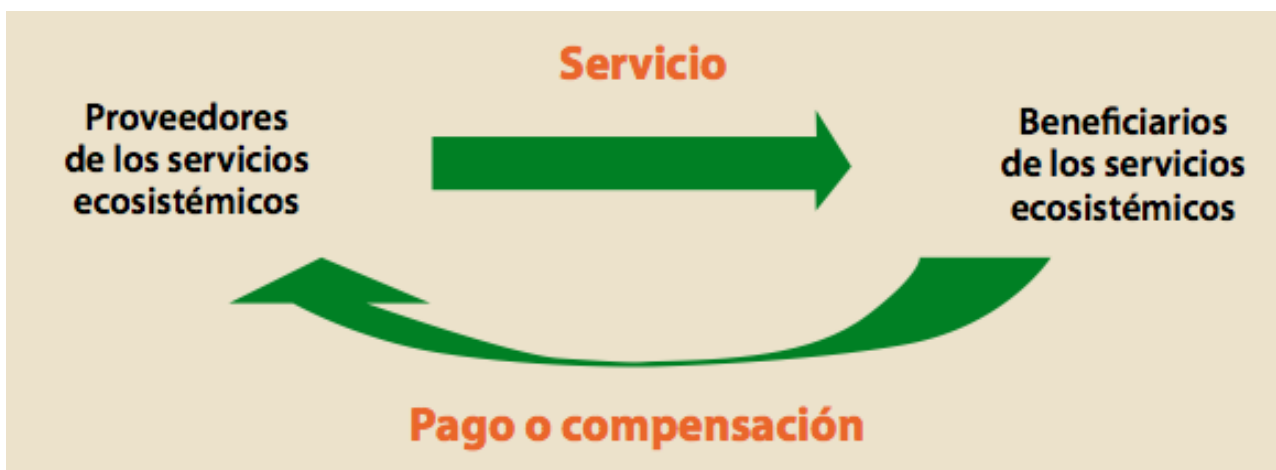 Servicio
Proveedores
de los servicios
ecosistémicos
Beneficiarios
de los servicios
ecosistémicos
Pago o compensación